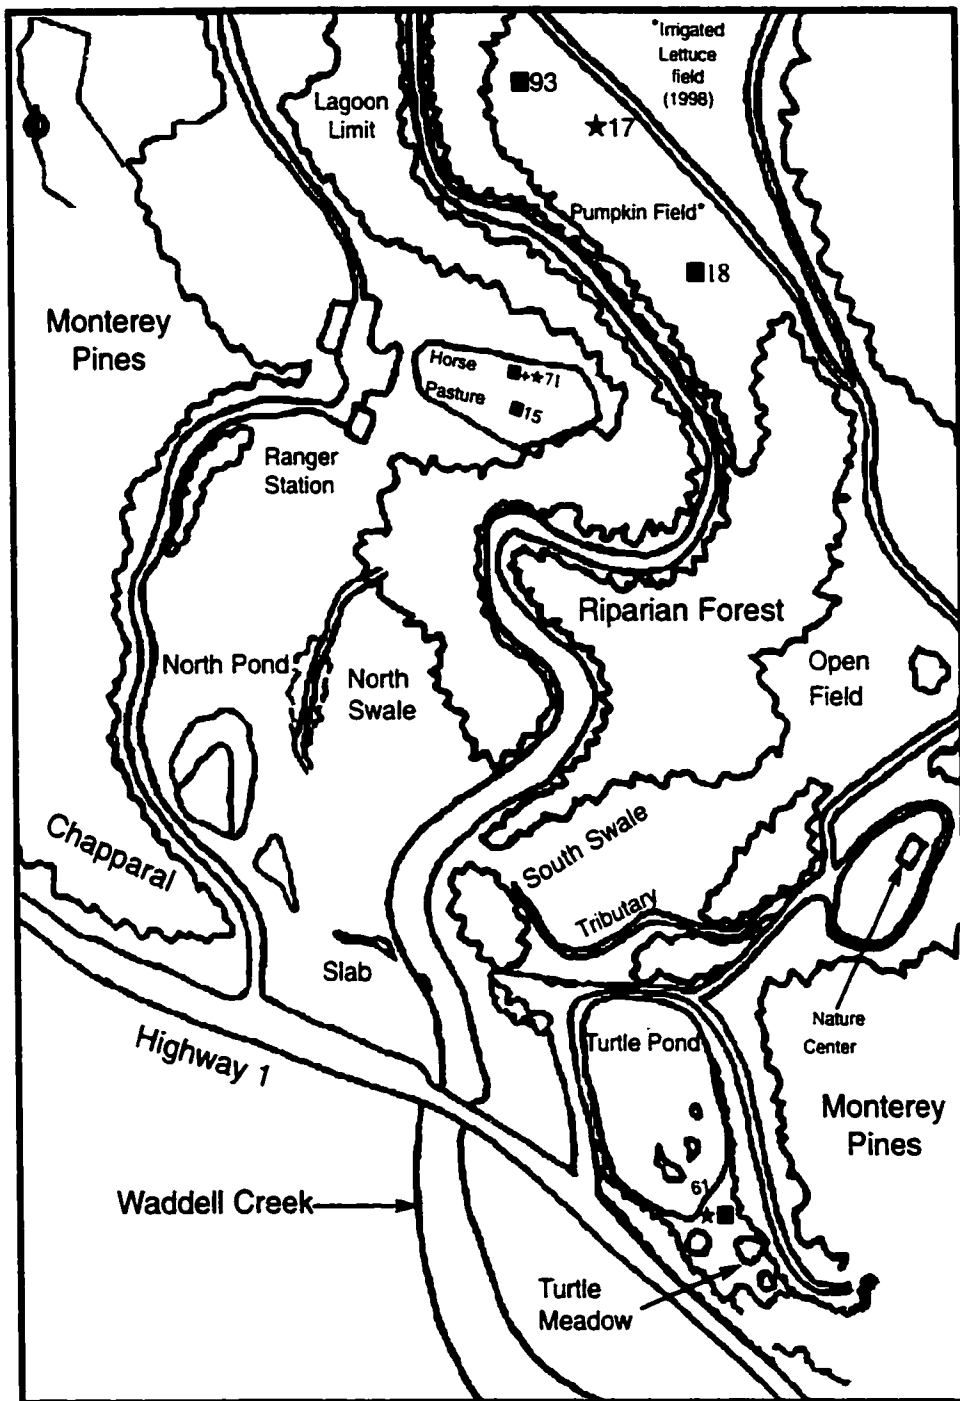 *Irrigated
Lettuce
field
(1998)
93
Lagoon
Limit
★17
Pumpkin Field*
18
Monterey
Pines
Horse
+★71
Pasture
15
Ranger
Station
Riparian Forest
North Pond
North
Swale
Open
Field
Chapparal
South Swale
Tributary
Slab
Nature
Center
Highway 1
Turtle Pond
Monterey
Pines
61
Waddell Creek
Turtle
Meadow